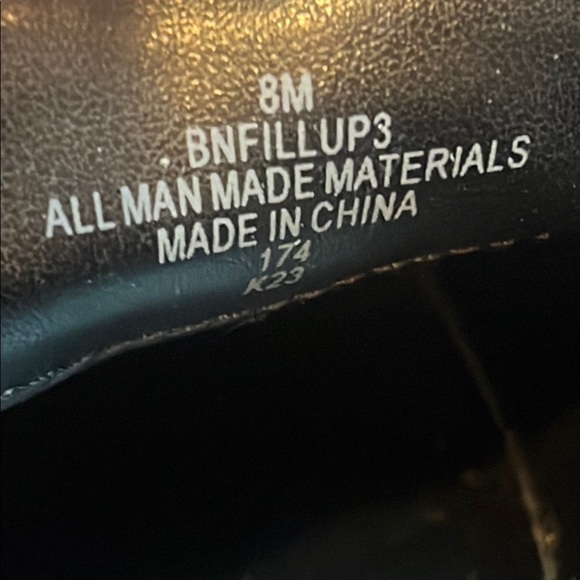 8M
BNFILLUP3
ALL MAN MADE MATERIALS
MADE IN CHINA
174
K23